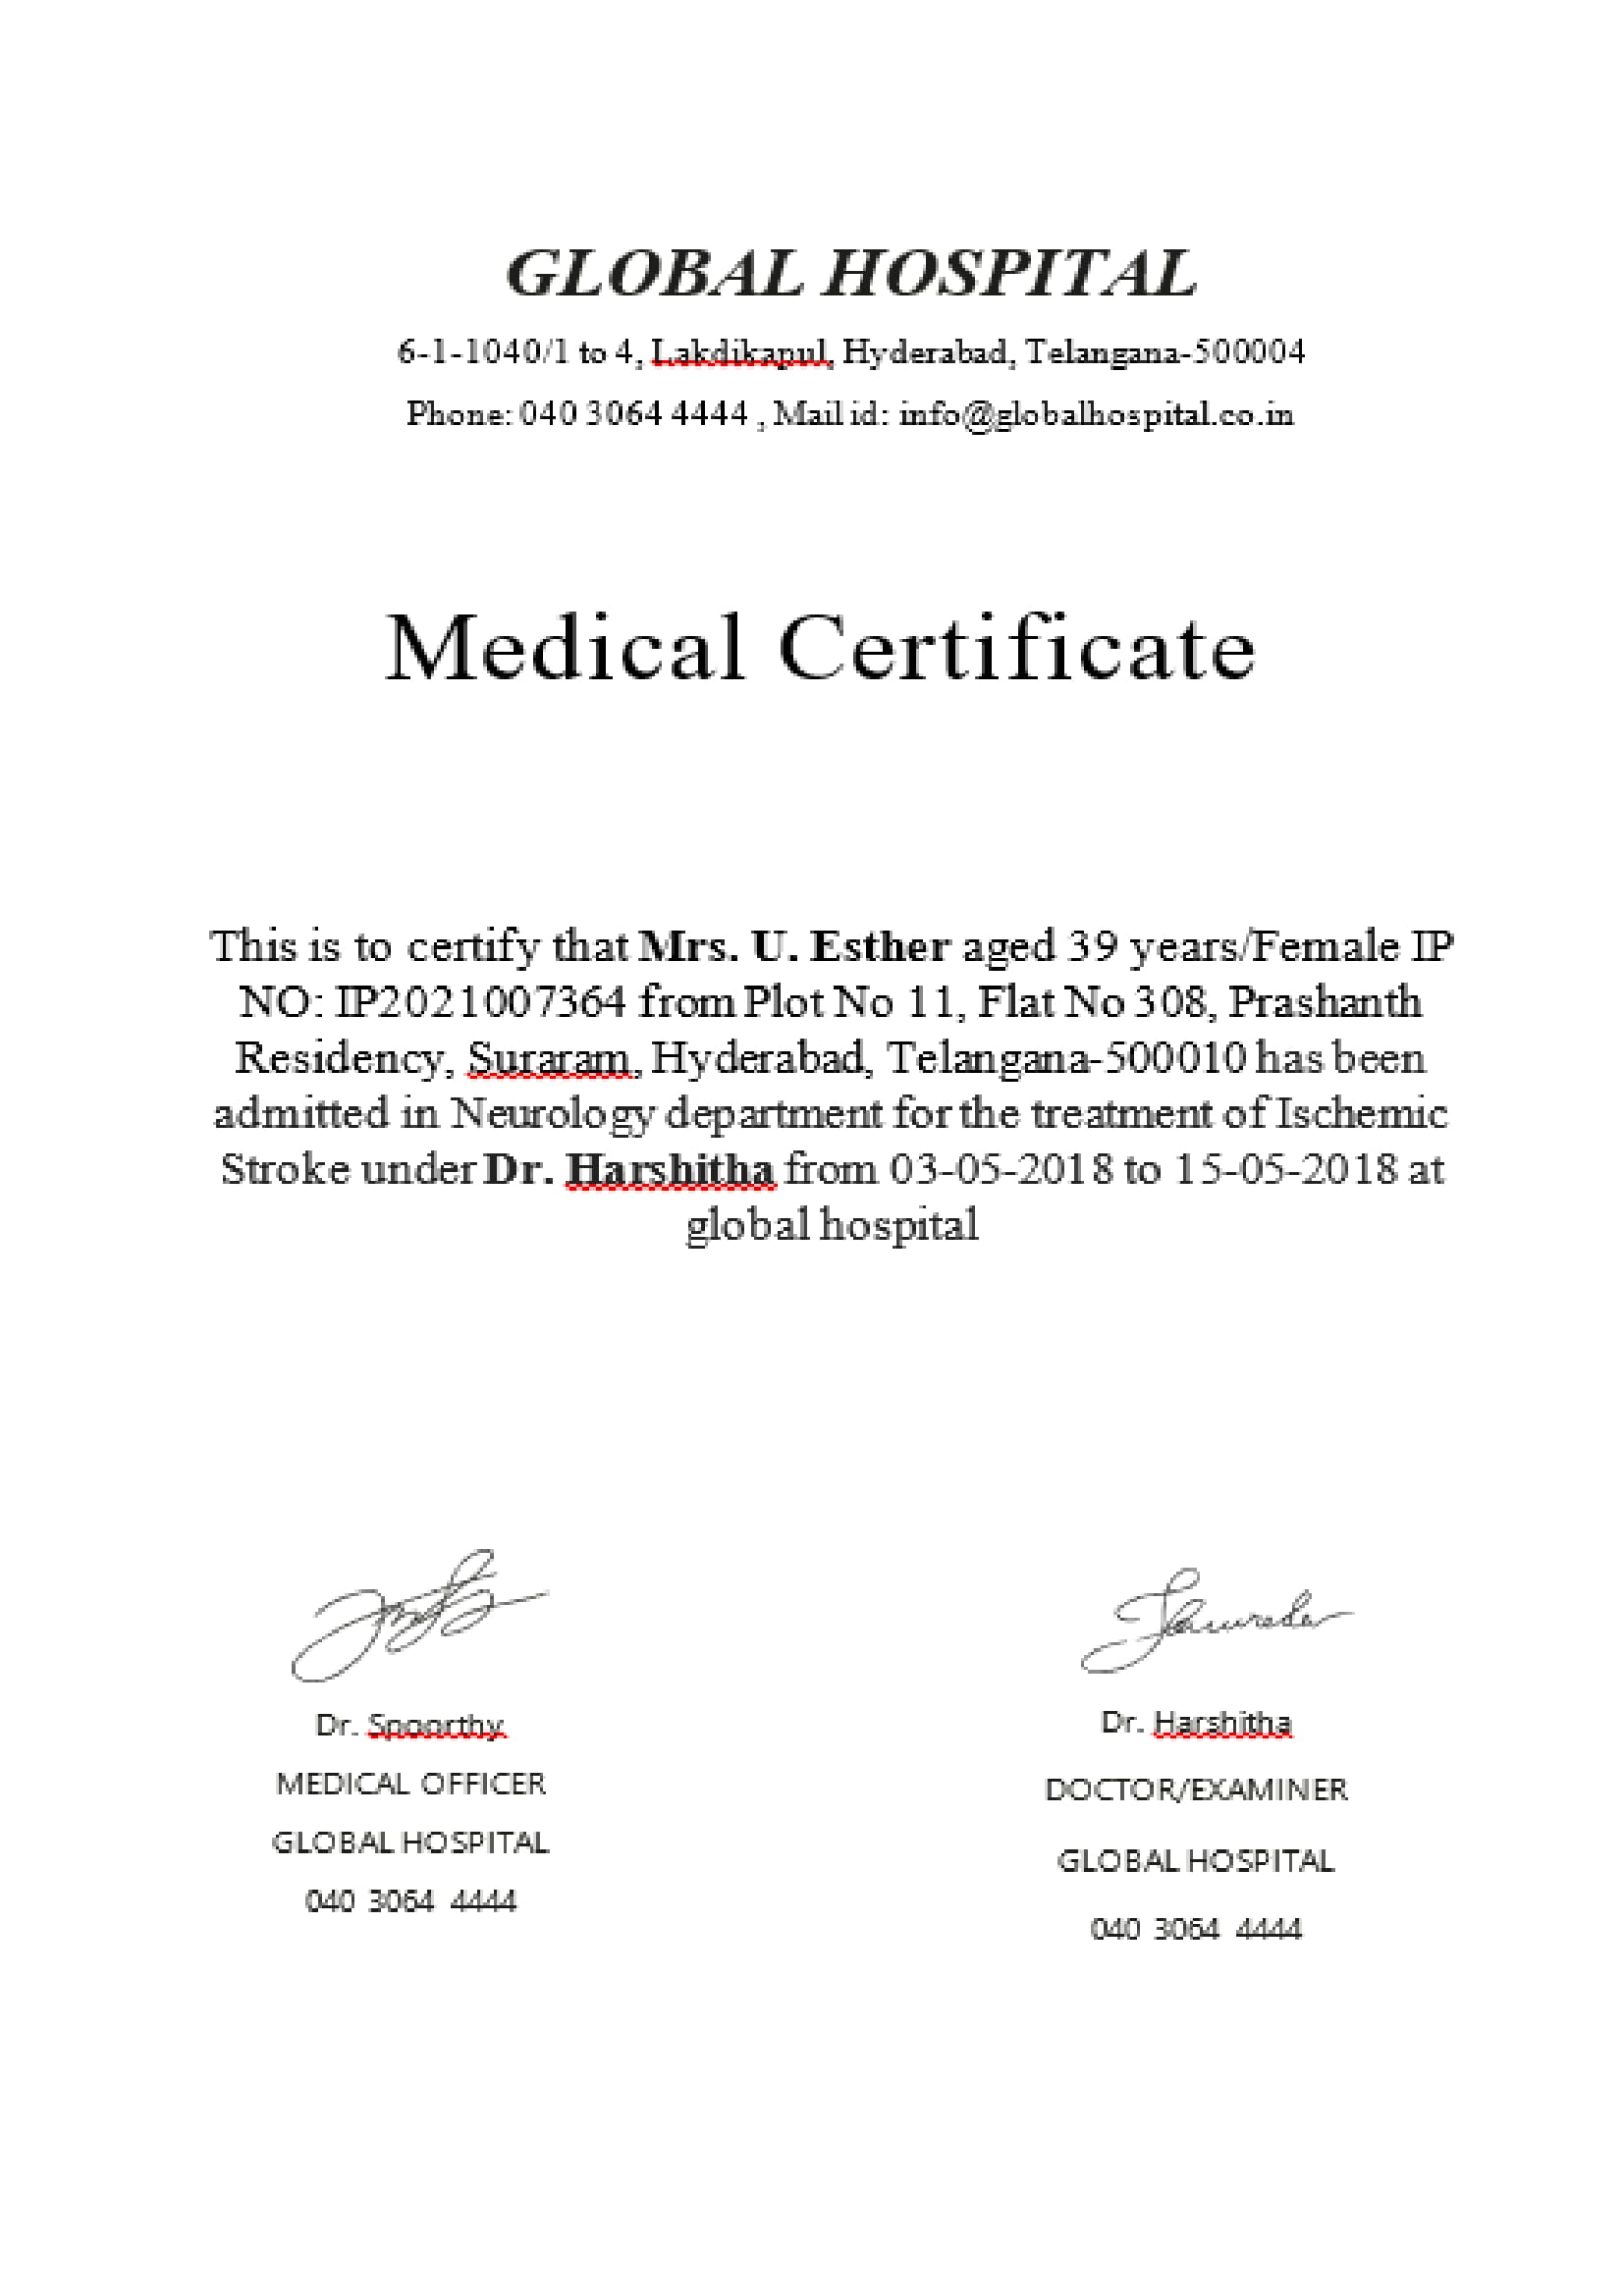 GLOBAL HOSPITAL
6-1-1040/1 to 4, Lakdikapul, Hyderabad, Telangana-500004
Phone: 040 3064 4444 , Mail id: info@globalhospital.co.in
Medical Certificate
This is to certify that Mrs. U. Esther aged 39 years/Female IP
NO: IP2021007364 from Plot No 11, Flat No 308, Prashanth
Residency, Suraram, Hyderabad, Telangana-500010 has been
admitted in Neurology department for the treatment of Ischemic
Stroke under Dr. Harshitha from 03-05-2018 to 15-05-2018 at
global hospital
Dr. Spoorthy
MEDICAL OFFICER
GLOBAL HOSPITAL
040 3064 4444
Dr. Harshitha
DOCTOR/EXAMINER
GLOBAL HOSPITAL
040 3064 4444